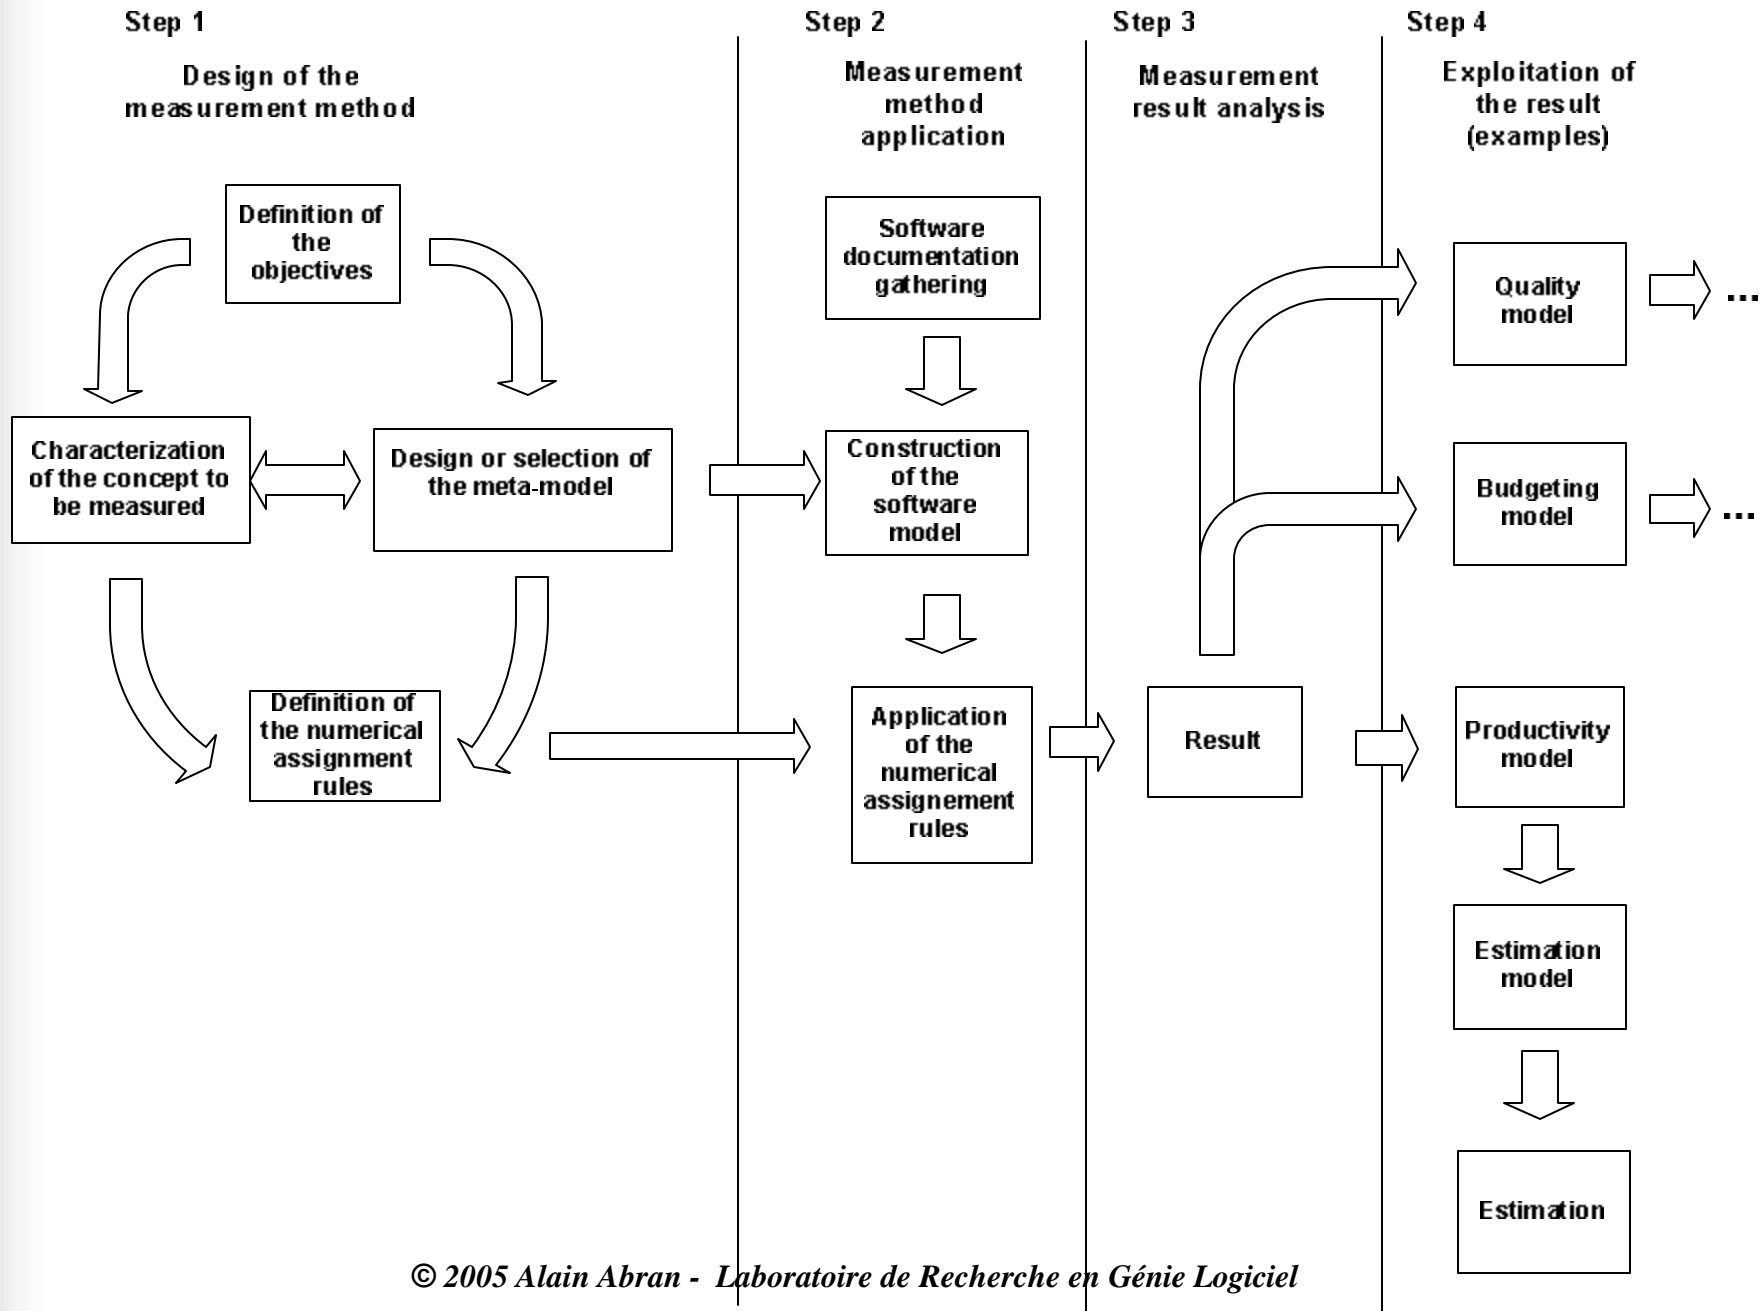 Step 1
Design of the
measurement method
Definition of
the
objectives
Characterization
of the concept to
be measured
Design or selection of
the meta-model
Definition of
the numerical
assignment
rules
Step 2
Measurement
method
application
Software
documentation
gathering
Construction
of the
software
model
Application
of the
numerical
assignement
rules
Step 3
Measurement
result analysis
Result
Step 4
Exploitation of
the result
(examples)
Quality
model
...
Budgeting
model
...
Productivity
model
Estimation
model
Estimation
© 2005 Alain Abran - Laboratoire de Recherche en Génie Logiciel